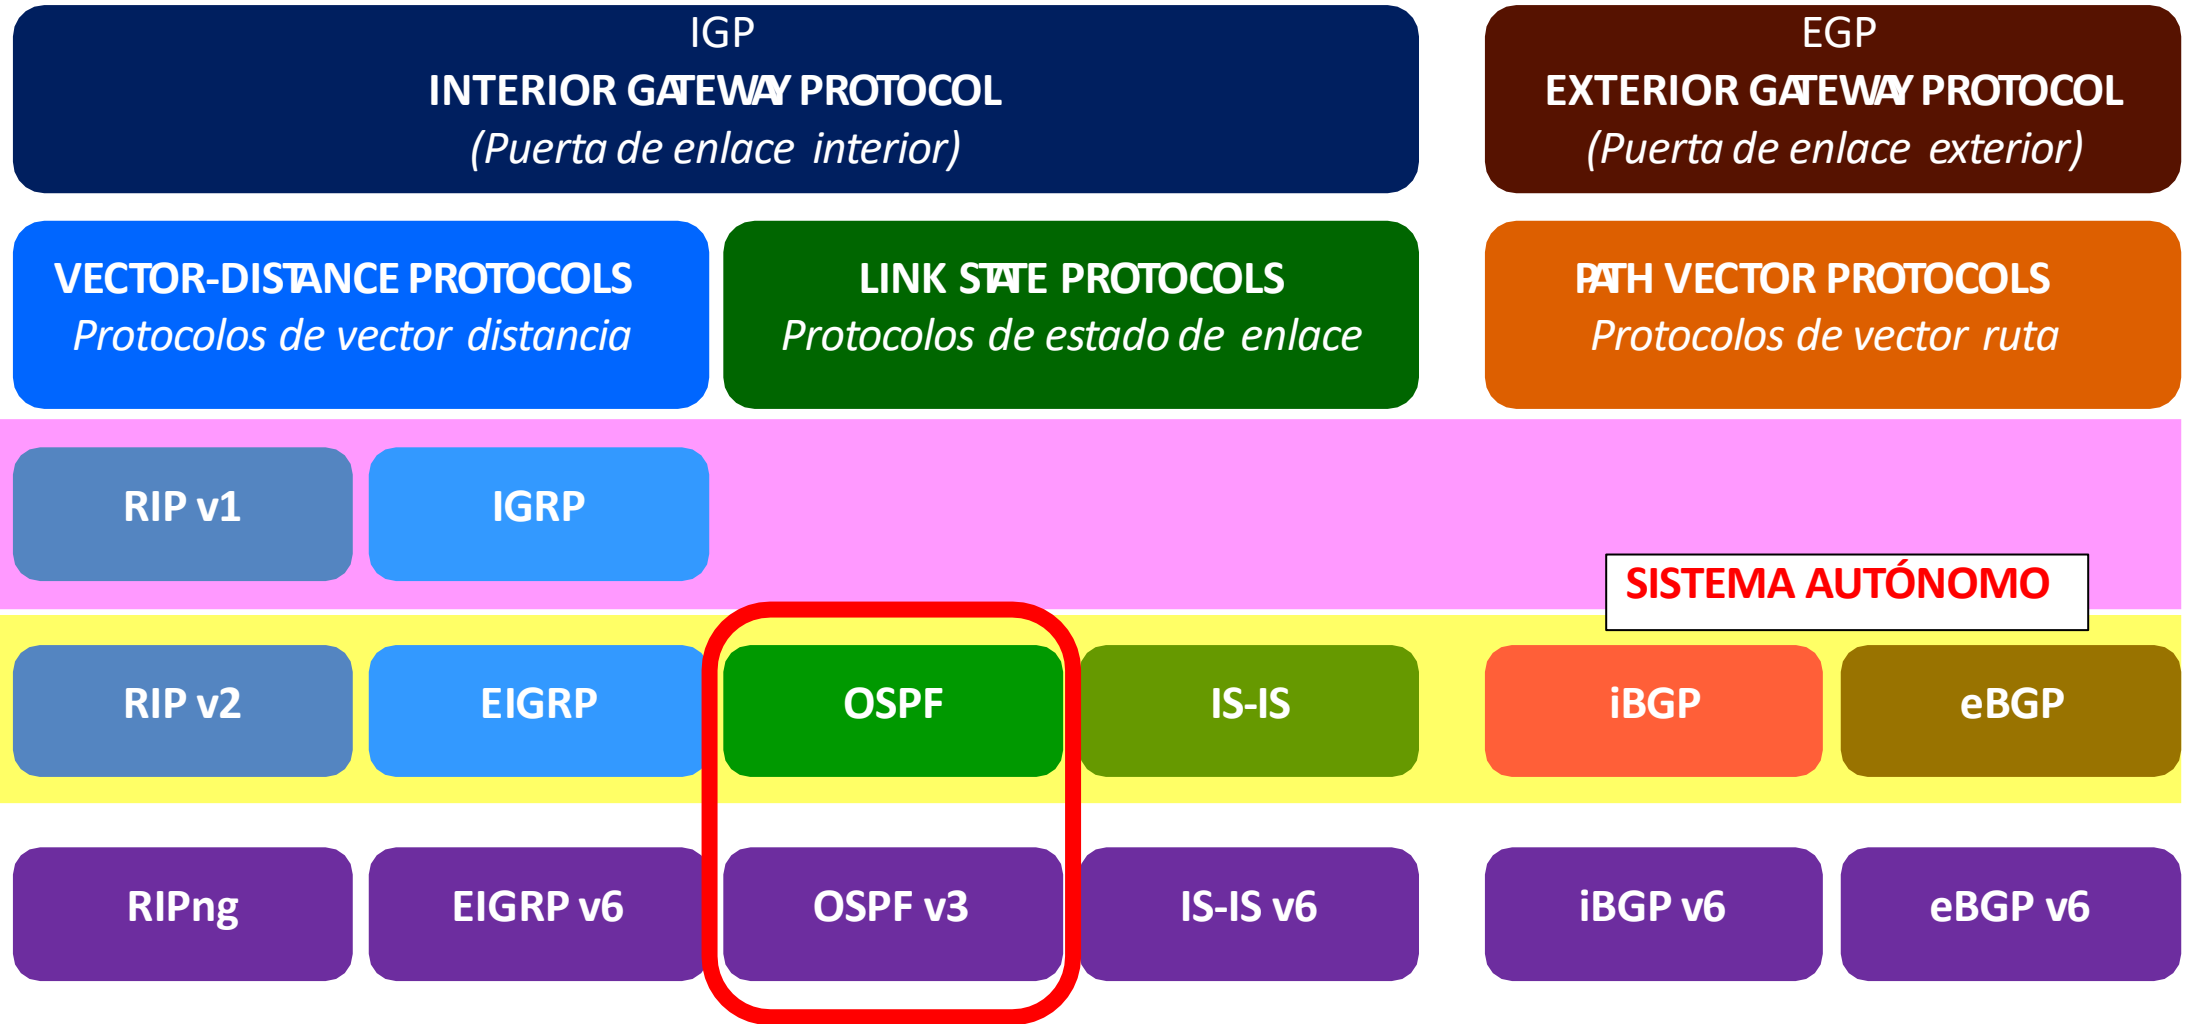 IGP
INTERIOR GATEWAY PROTOCOL
(Puerta de enlace interior)
EGP
EXTERIOR GATEWAY PROTOCOL
(Puerta de enlace exterior)
VECTOR-DISTANCE PROTOCOLS
Protocolos de vector distancia
LINK STATE PROTOCOLS
Protocolos de estado de enlace
PATH VECTOR PROTOCOLS
Protocolos de vector ruta
RIP v1
IGRP
SISTEMA AUTÓNOMO
RIP v2
EIGRP
OSPF
IS-IS
iBGP
eBGP
RIPng
EIGRP v6
OSPF v3
IS-IS v6
iBGP v6
eBGP v6